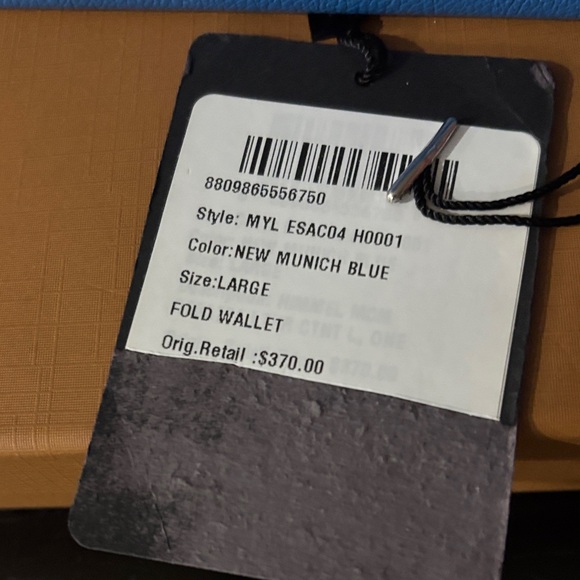 8809865556750
Style: MYL ESAC04 H0001
Color:NEW MUNICH BLUE
Size:LARGE
FOLD WALLET
Orig.Retail :$370.00